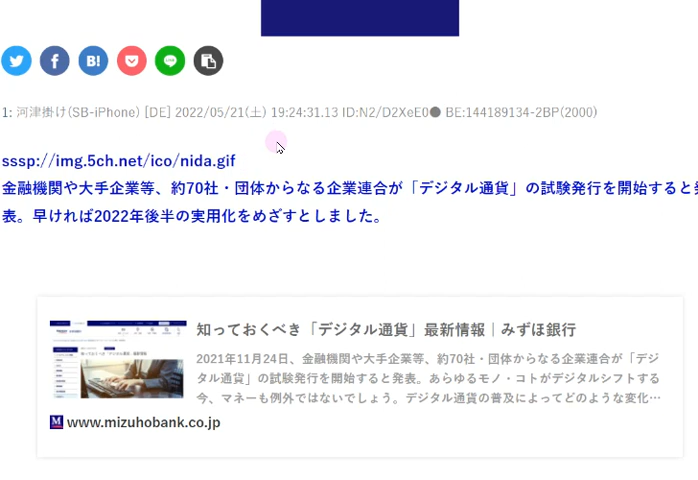 B!
LINE
1: 河津掛け(SB-iPhone) [DE] 2022/05/21(土) 19:24:31.13 ID:N2/D2XeE0● BE:144189134-2BP(2000)
sssp://img.5ch.net/ico/nida.gif
金融機関や大手企業等、約70社・団体からなる企業連合が「デジタル通貨」の試験発行を開始すると発
表。早ければ2022年後半の実用化をめざすとしました。
知っておくべき「デジタル通貨」最新情報｜みずほ銀行
2021年11月24日、金融機関や大手企業等、約70社・団体からなる企業連合が「デジ
タル通貨」の試験発行を開始すると発表。あらゆるモノ・コトがデジタルシフトする
今、マネーも例外ではないでしょう。デジタル通貨の普及によってどのような変化…
www.mizuhobank.co.jp